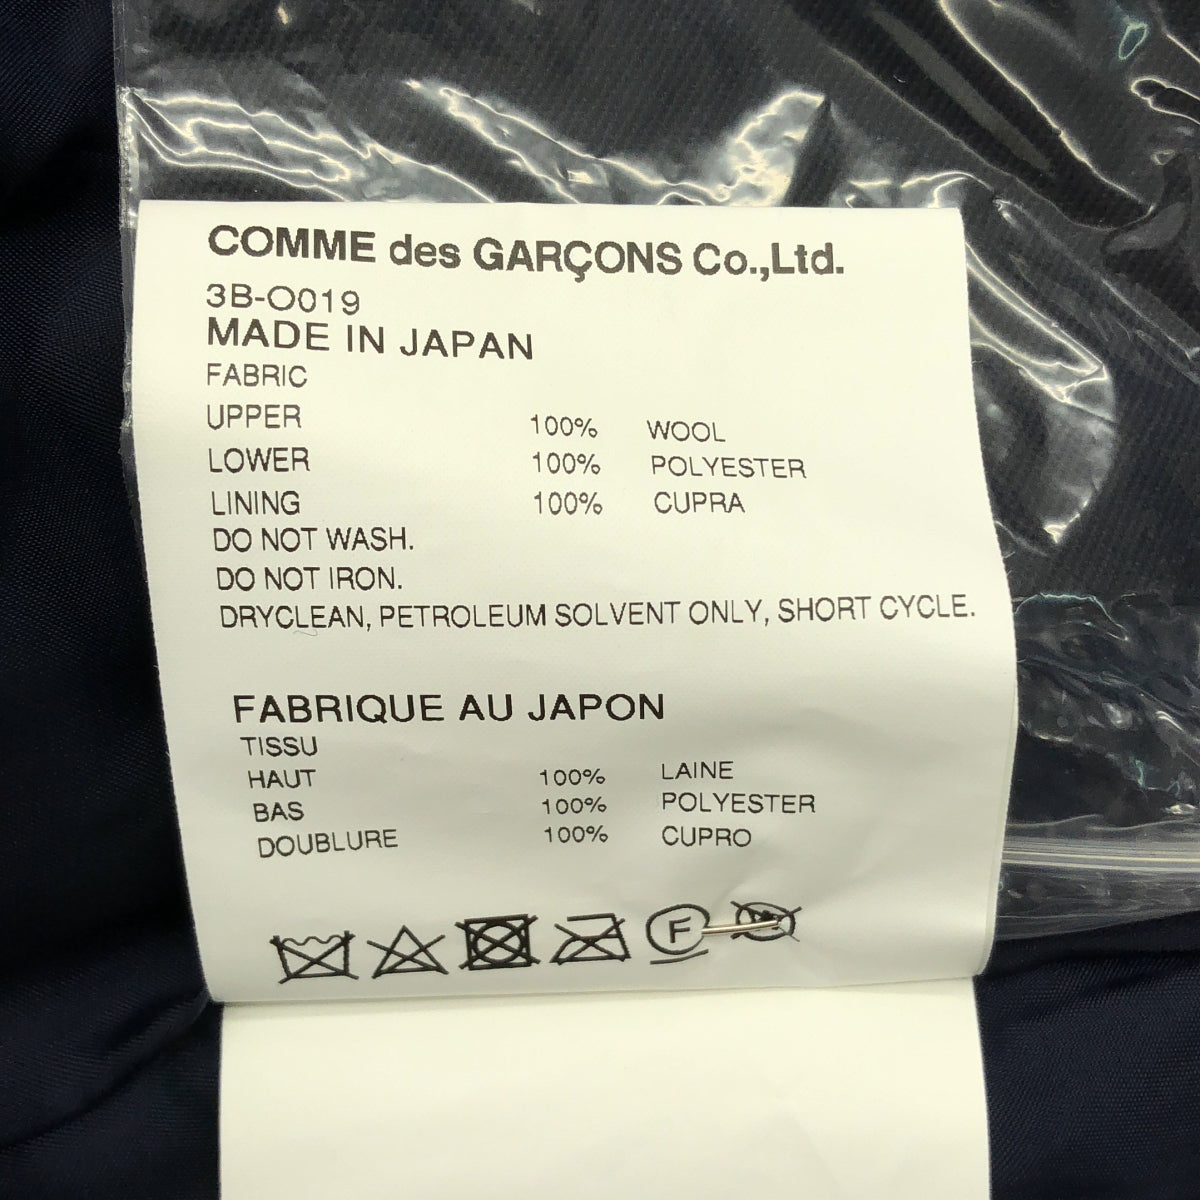 COMME des GARÇONS Co.,Ltd.
3B-O019
MADE IN JAPAN
FABRIC
UPPER 100% WOOL
LOWER 100% POLYESTER
LINING 100% CUPRA
DO NOT WASH.
DO NOT IRON.
DRYCLEAN, PETROLEUM SOLVENT ONLY, SHORT CYCLE.
FABRIQUE AU JAPON
TISSU
HAUT 100% LAINE
BAS 100% POLYESTER
DOUBLURE 100% CUPRO
F